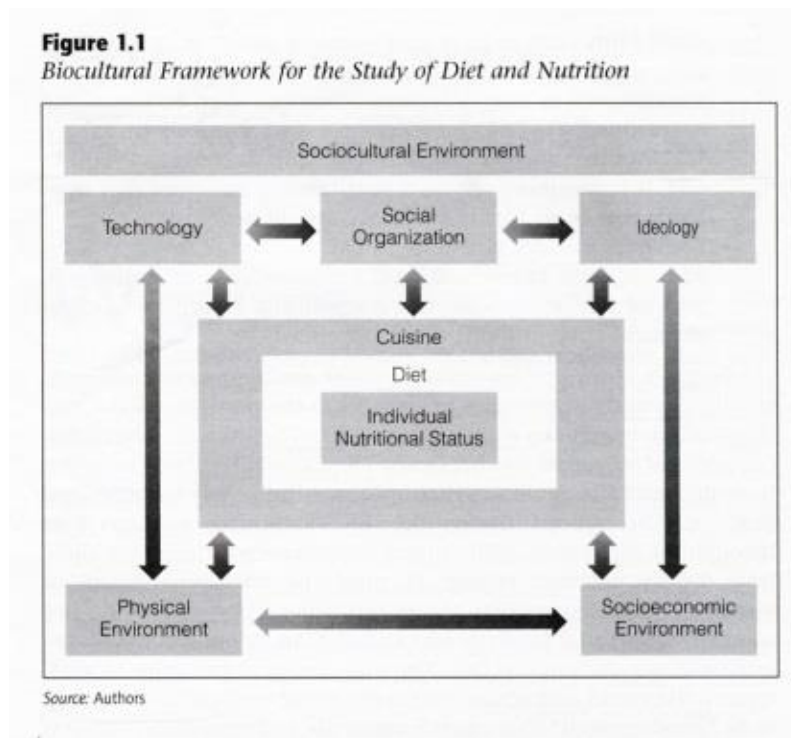 Figure 1.1
Biocultural Framework for the Study of Diet and Nutrition
Sociocultural Environment
Technology
Social
Organization
Ideology
Cuisine
Diet
Individual
Nutritional Status
Physical
Environment
Socioeconomic
Environment
Source: Authors